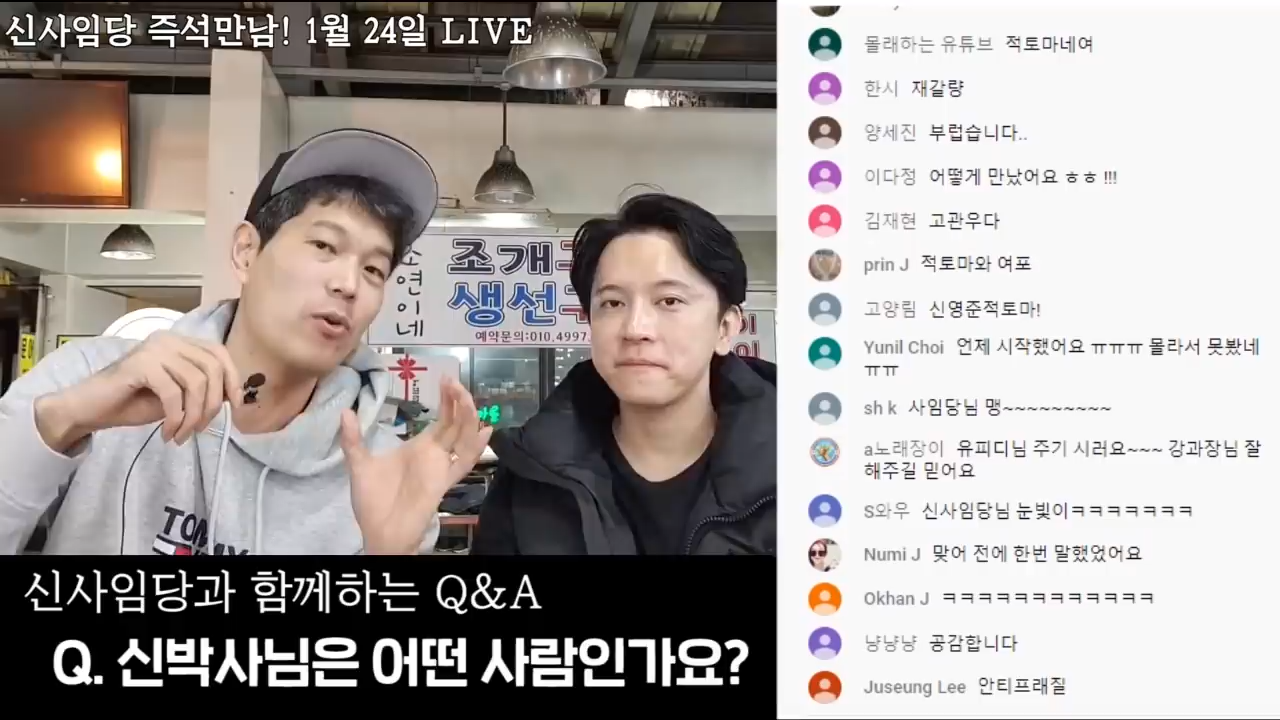 신사임당 즉석만남! 1월 24일 LIVE
소연이네
조개구
생선구
예약문의:010.499
TOMMY
신사임당과 함께하는 Q&A
Q. 신박사님은 어떤 사람인가요?
몰래하는 유튜브 적토마네여
한시 재갈량
양세진 부럽습니다..
이다정 어떻게 만났어요 ㅎㅎ !!!
김재현 고관우다
prin J 적토마와 여포
고양림 신영준적토마!
Yunil Choi 언제 시작했어요 ㅠㅠㅠ 몰라서 못봤네
ㅠㅠ
sh k 사임당님 맹~~~~~~~~~
a노래장이 유피디님 주기 시러요~~~ 강과장님 잘
해주길 믿어요
S와우 신사임당님 눈빛이ㅋㅋㅋㅋㅋㅋㅋ
Numi J 맞어 전에 한번 말했었어요
Okhan J ㅋㅋㅋㅋㅋㅋㅋㅋㅋㅋㅋㅋ
냥냥냥 공감합니다
Juseung Lee 안티프래질